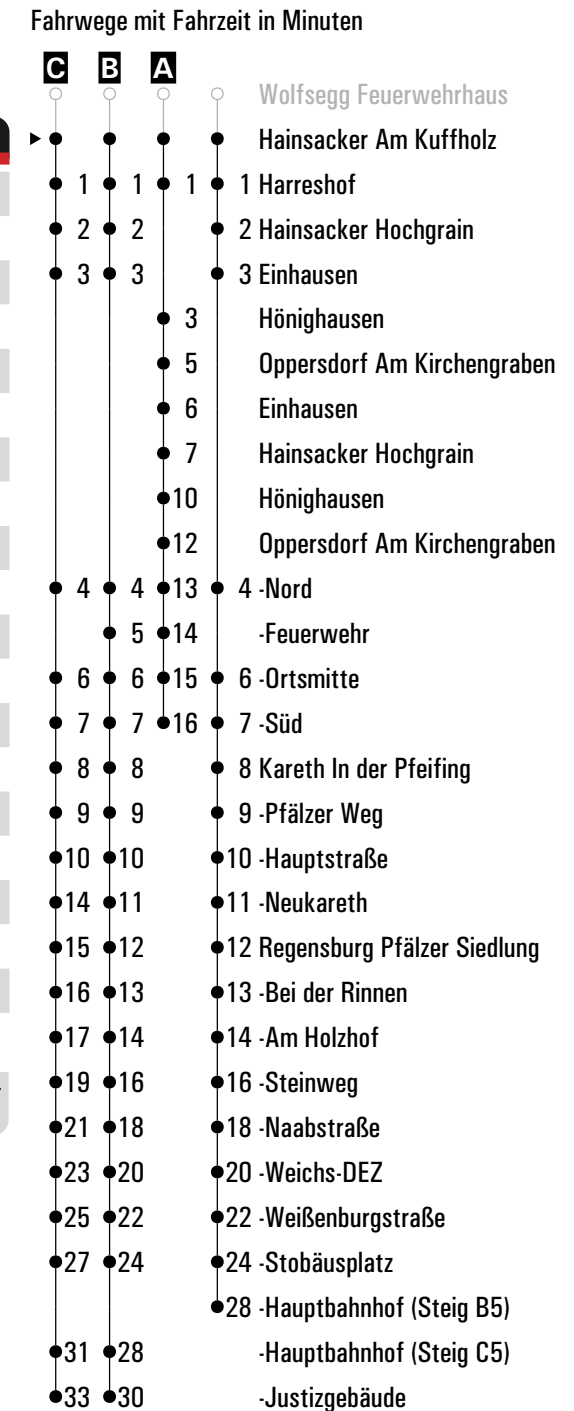 Fahrwege mit Fahrzeit in Minuten
C B A
Wolfsegg Feuerwehrhaus
Hainsacker Am Kuffholz
1 1 1 1 Harreshof
2 2 2 Hainsacker Hochgrain
3 3 3 Einhausen
3 Hönighausen
5 Oppersdorf Am Kirchengraben
6 Einhausen
7 Hainsacker Hochgrain
10 Hönighausen
12 Oppersdorf Am Kirchengraben
4 4 13 4 -Nord
5 14 -Feuerwehr
6 6 15 6 -Ortsmitte
7 7 16 7 -Süd
8 8 8 Kareth In der Pfeifing
9 9 9 -Pfälzer Weg
10 10 10 -Hauptstraße
14 11 11 -Neukareth
15 12 12 Regensburg Pfälzer Siedlung
16 13 13 -Bei der Rinnen
17 14 14 -Am Holzhof
19 16 16 -Steinweg
21 18 18 -Naabstraße
23 20 20 -Weichs-DEZ
25 22 22 -Weißenburgstraße
27 24 24 -Stobäusplatz
28 -Hauptbahnhof (Steig B5)
31 28 -Hauptbahnhof (Steig C5)
33 30 -Justizgebäude